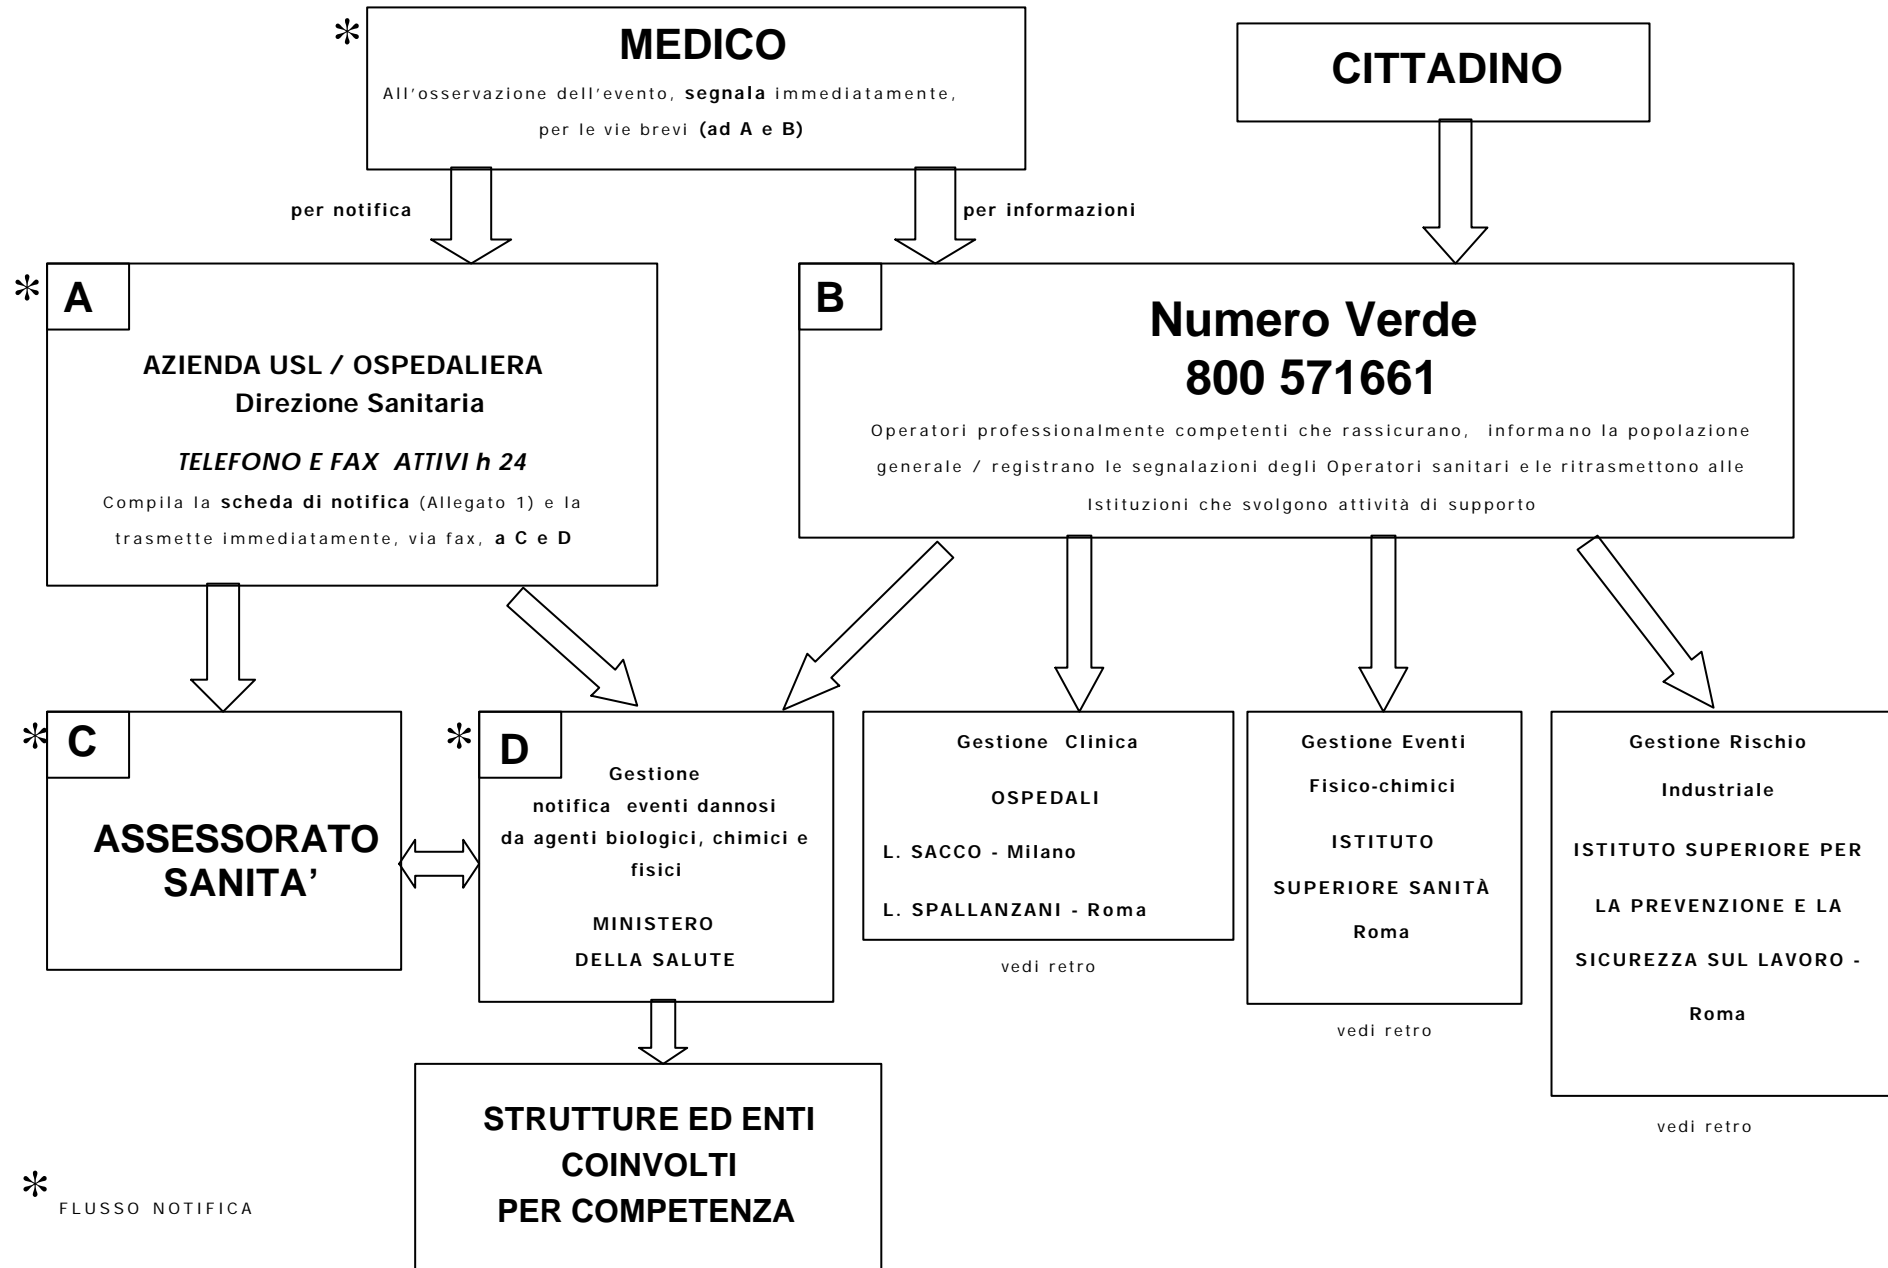 *
MEDICO
All'osservazione dell'evento, segnala immediatamente,
per le vie brevi (ad A e B)
CITTADINO
per notifica
per informazioni
*
A
AZIENDA USL / OSPEDALIERA
Direzione Sanitaria
TELEFONO E FAX ATTIVI h 24
Compila la scheda di notifica (Allegato 1) e la
trasmette immediatamente, via fax, a C e D
B
Numero Verde
800 571661
Operatori professionalmente competenti che rassicurano, informano la popolazione
generale / registrano le segnalazioni degli Operatori sanitari e le ritrasmettono alle
Istituzioni che svolgono attività di supporto
*
C
ASSESSORATO
SANITA'
*
D
Gestione
notifica eventi dannosi
da agenti biologici, chimici e
fisici
MINISTERO
DELLA SALUTE
Gestione Clinica
OSPEDALI
L. SACCO - Milano
L. SPALLANZANI - Roma
vedi retro
Gestione Eventi
Fisico-chimici
ISTITUTO
SUPERIORE SANITÀ
Roma
vedi retro
Gestione Rischio
Industriale
ISTITUTO SUPERIORE PER
LA PREVENZIONE E LA
SICUREZZA SUL LAVORO -
Roma
vedi retro
STRUTTURE ED ENTI
COINVOLTI
PER COMPETENZA
*
FLUSSO NOTIFICA